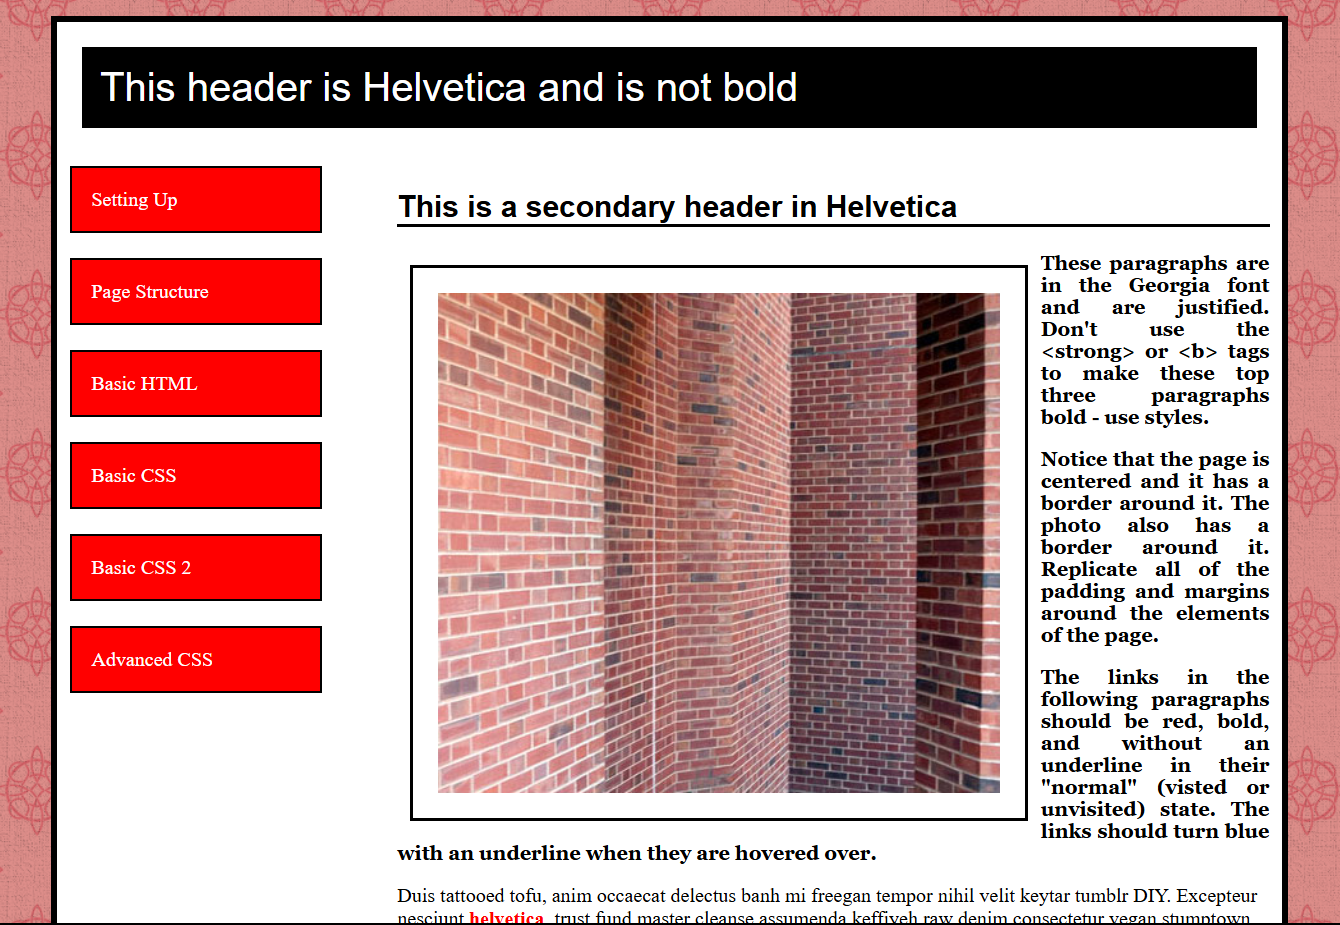 This header is Helvetica and is not bold
Setting Up
Page Structure
Basic HTML
Basic CSS
Basic CSS 2
Advanced CSS
This is a secondary header in Helvetica
These paragraphs are
in the Georgia font
and are justified.
Don't use the
<strong> or <b> tags
to make these top
three paragraphs
bold - use styles.
Notice that the page is
centered and it has a
border around it. The
photo also has a
border around it.
Replicate all of the
padding and margins
around the elements
of the page.
The links in the
following paragraphs
should be red, bold,
and without an
underline in their
"normal" (visted or
unvisited) state. The
links should turn blue
with an underline when they are hovered over.
Duis tattooed tofu, anim occaecat delectus banh mi freegan tempor nihil velit keytar tumblr DIY. Excepteur
nesciunt helvetica, trust fund master cleanse assumenda keffiyeh raw denim consectetur vegan stumptown